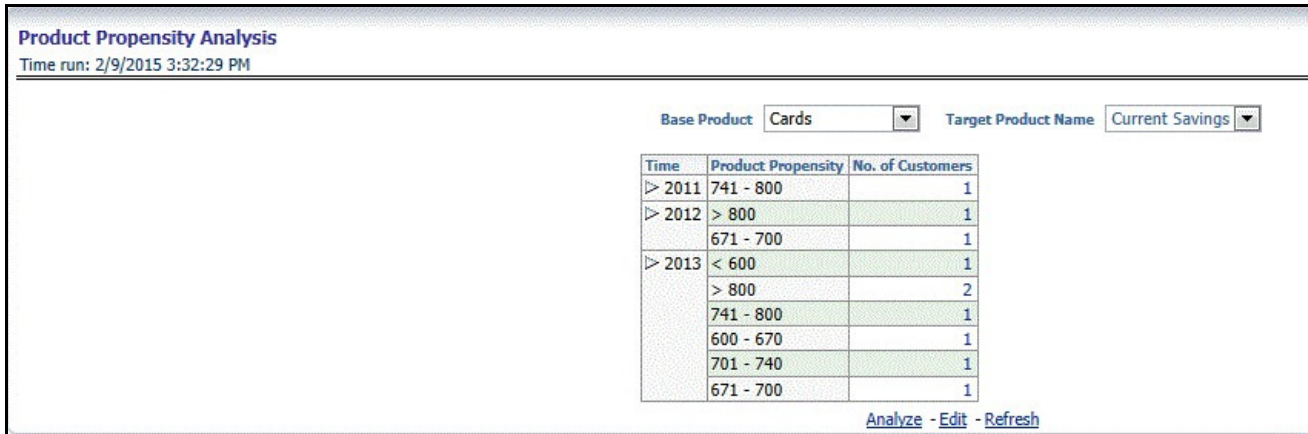 Product Propensity Analysis
Time run: 2/9/2015 3:32:29 PM
Base Product Cards Target Product Name Current Savings
Time Product Propensity No. of Customers
2011 741 - 800 1
2012 > 800 1
671 - 700 1
2013 < 600 1
> 800 2
741 - 800 1
600 - 670 1
701 - 740 1
671 - 700 1
Analyze - Edit - Refresh